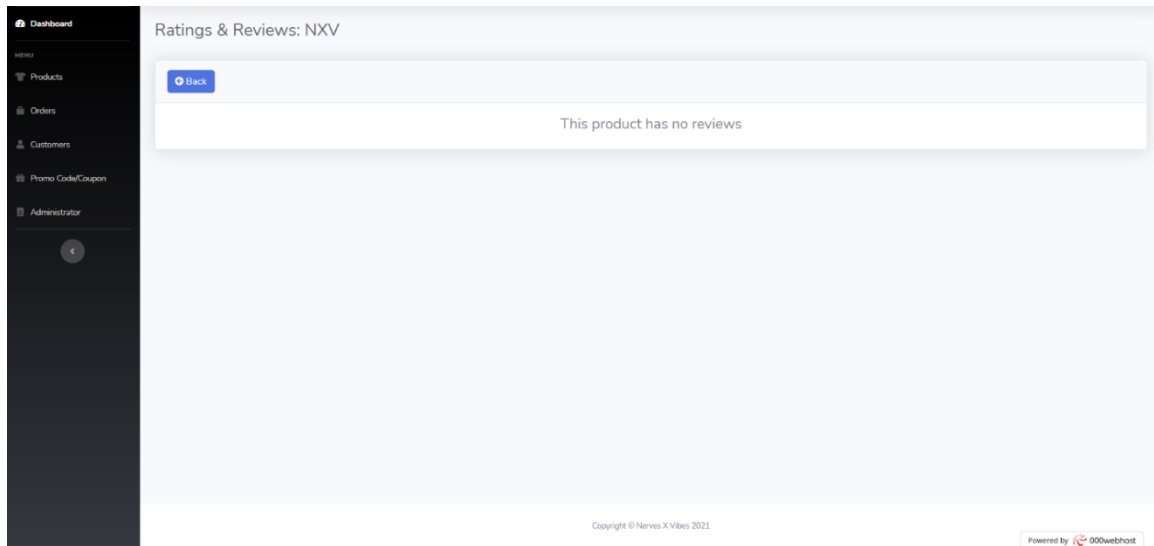 Dashboard
MENU
Products
Orders
Customers
Promo Code/Coupon
Administrator
Ratings & Reviews: NXV
Back
This product has no reviews
Copyright © Nerves X Vibes 2021
Powered by 000webhost